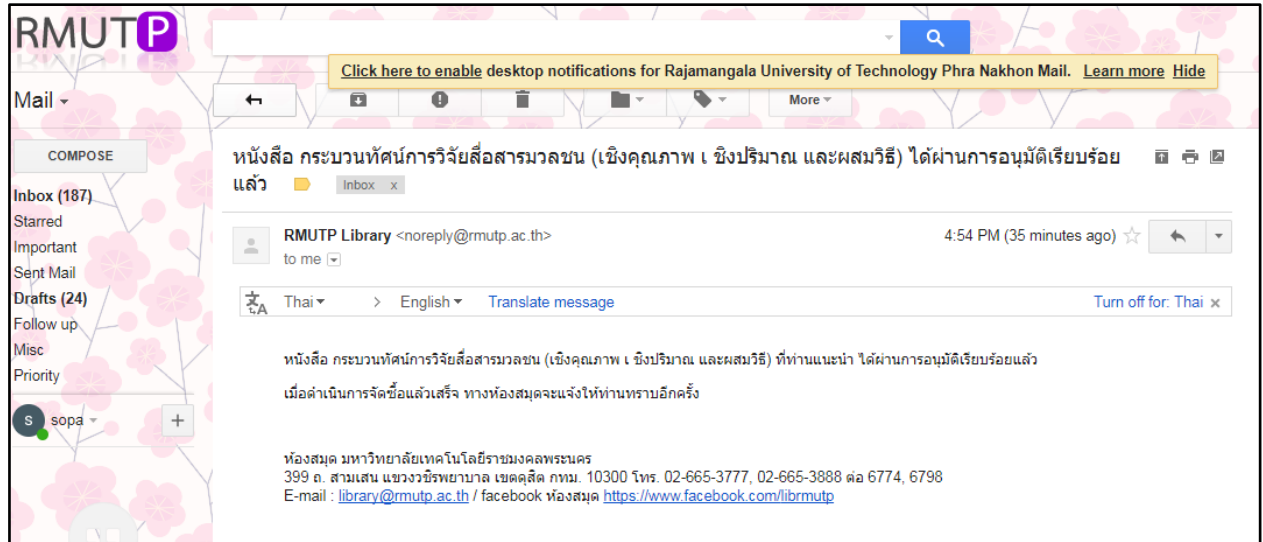 RMUTP
Click here to enable desktop notifications for Rajamangala University of Technology Phra Nakhon Mail. Learn more Hide
Mail
More
COMPOSE
หนังสือ กระบวนทัศน์การวิจัยสื่อสารมวลชน (เชิงคุณภาพ เ ชิงปริมาณ และผสมวิธี) ได้ผ่านการอนุมัติเรียบร้อย
แล้ว Inbox x
Inbox (187)
Starred
Important
Sent Mail
Drafts (24)
Follow up
Misc
Priority
S sopa +
RMUTP Library <noreply@rmutp.ac.th> 4:54 PM (35 minutes ago)
to me
Thai > English Translate message Turn off for: Thai x
หนังสือ กระบวนทัศน์การวิจัยสื่อสารมวลชน (เชิงคุณภาพ เ ชิงปริมาณ และผสมวิธี) ที่ท่านแนะนำ ได้ผ่านการอนุมัติเรียบร้อยแล้ว
เมื่อดำเนินการจัดซื้อแล้วเสร็จ ทางห้องสมุดจะแจ้งให้ท่านทราบอีกครั้ง
ห้องสมุด มหาวิทยาลัยเทคโนโลยีราชมงคลพระนคร
399 ถ. สามเสน แขวงวชิรพยาบาล เขตดุสิต กทม. 10300 โทร. 02-665-3777, 02-665-3888 ต่อ 6774, 6798
E-mail : library@rmutp.ac.th / facebook ห้องสมุด https://www.facebook.com/librmutp